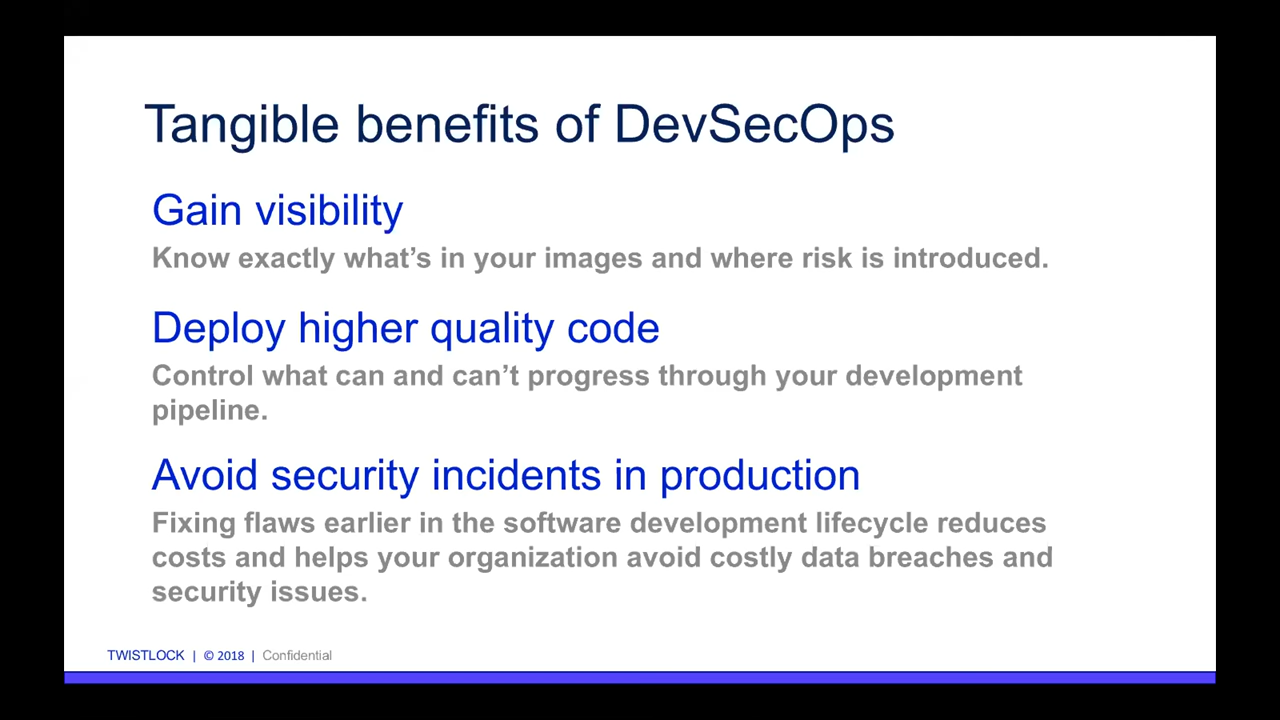 Tangible benefits of DevSecOps
Gain visibility
Know exactly what’s in your images and where risk is introduced.
Deploy higher quality code
Control what can and can’t progress through your development
pipeline.
Avoid security incidents in production
Fixing flaws earlier in the software development lifecycle reduces
costs and helps your organization avoid costly data breaches and
security issues.
TWISTLOCK | © 2018 | Confidential